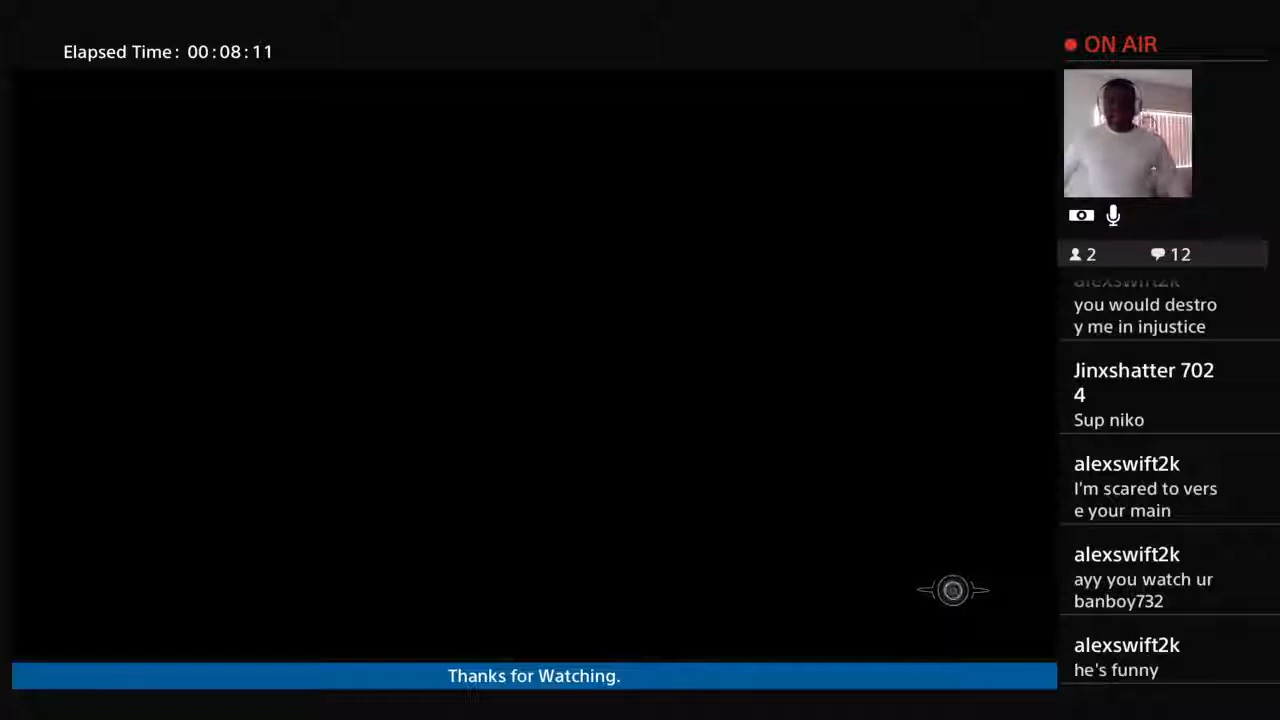 Elapsed Time: 00:08:11
ON AIR
2 12
alexswift2k
you would destro
y me in injustice
Jinxshatter 702
4
Sup niko
alexswift2k
I'm scared to vers
e your main
alexswift2k
ayy you watch ur
banboy732
alexswift2k
he's funny
Thanks for Watching.